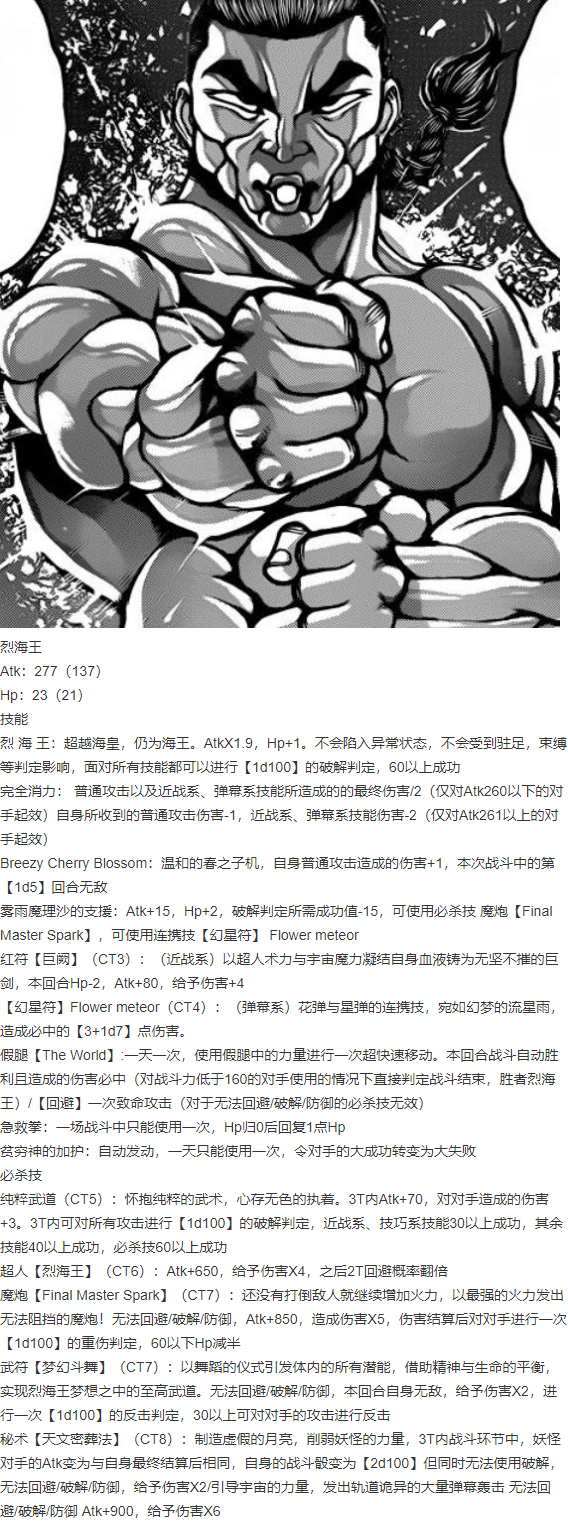 烈海王
Atk：277（137）
Hp：23（21）
技能
烈 海 王：超越海皇，仍为海王。AtkX1.9，Hp+1。不会陷入异常状态，不会受到驻足，束缚
等判定影响，面对所有技能都可以进行【1d100】的破解判定，60以上成功
完全消力： 普通攻击以及近战系、弹幕系技能所造成的的最终伤害/2（仅对Atk260以下的对
手起效）自身所收到的普通攻击伤害-1，近战系、弹幕系技能伤害-2（仅对Atk261以上的对
手起效）
Breezy Cherry Blossom：温和的春之子机，自身普通攻击造成的伤害+1，本次战斗中的第
【1d5】回合无敌
雾雨魔理沙的支援：Atk+15，Hp+2，破解判定所需成功值-15，可使用必杀技 魔炮【Final
Master Spark】，可使用连携技【幻星符】 Flower meteor
红符【巨阙】（CT3）：（近战系）以超人术力与宇宙魔力凝结自身血液铸为无坚不摧的巨
剑，本回合Hp-2，Atk+80，给予伤害+4
【幻星符】Flower meteor（CT4）：（弹幕系）花弹与星弹的连携技，宛如幻梦的流星雨，
造成必中的【3+1d7】点伤害。
假腿【The World】:一天一次，使用假腿中的力量进行一次超快速移动。本回合战斗自动胜
利且造成的伤害必中（对战斗力低于160的对手使用的情况下直接判定战斗结束，胜者烈海
王）/【回避】一次致命攻击（对于无法回避/破解/防御的必杀技无效）
急救拳：一场战斗中只能使用一次，Hp归0后回复1点Hp
贫穷神的加护：自动发动，一天只能使用一次，令对手的大成功转变为大失败
必杀技
纯粹武道（CT5）：怀抱纯粹的武术，心存无色的执着。3T内Atk+70，对对手造成的伤害
+3。3T内可对所有攻击进行【1d100】的破解判定，近战系、技巧系技能30以上成功，其余
技能40以上成功，必杀技60以上成功
超人【烈海王】（CT6）：Atk+650，给予伤害X4，之后2T回避概率翻倍
魔炮【Final Master Spark】（CT7）：还没有打倒敌人就继续增加火力，以最强的火力发出
无法阻挡的魔炮！无法回避/破解/防御，Atk+850，造成伤害X5，伤害结算后对对手进行一次
【1d100】的重伤判定，60以下Hp减半
武符【梦幻斗舞】（CT7）：以舞蹈的仪式引发体内的所有潜能，借助精神与生命的平衡，
实现烈海王梦想之中的至高武道。无法回避/破解/防御，本回合自身无敌，给予伤害X2，进
行一次【1d100】的反击判定，30以上可对对手的攻击进行反击
秘术【天文密葬法】（CT8）：制造虚假的月亮，削弱妖怪的力量，3T内战斗环节中，妖怪
对手的Atk变为与自身最终结算后相同，自身的战斗骰变为【2d100】但同时无法使用破解，
无法回避/破解/防御，给予伤害X2/引导宇宙的力量，发出轨道诡异的大量弹幕轰击 无法回
避/破解/防御 Atk+900，给予伤害X6